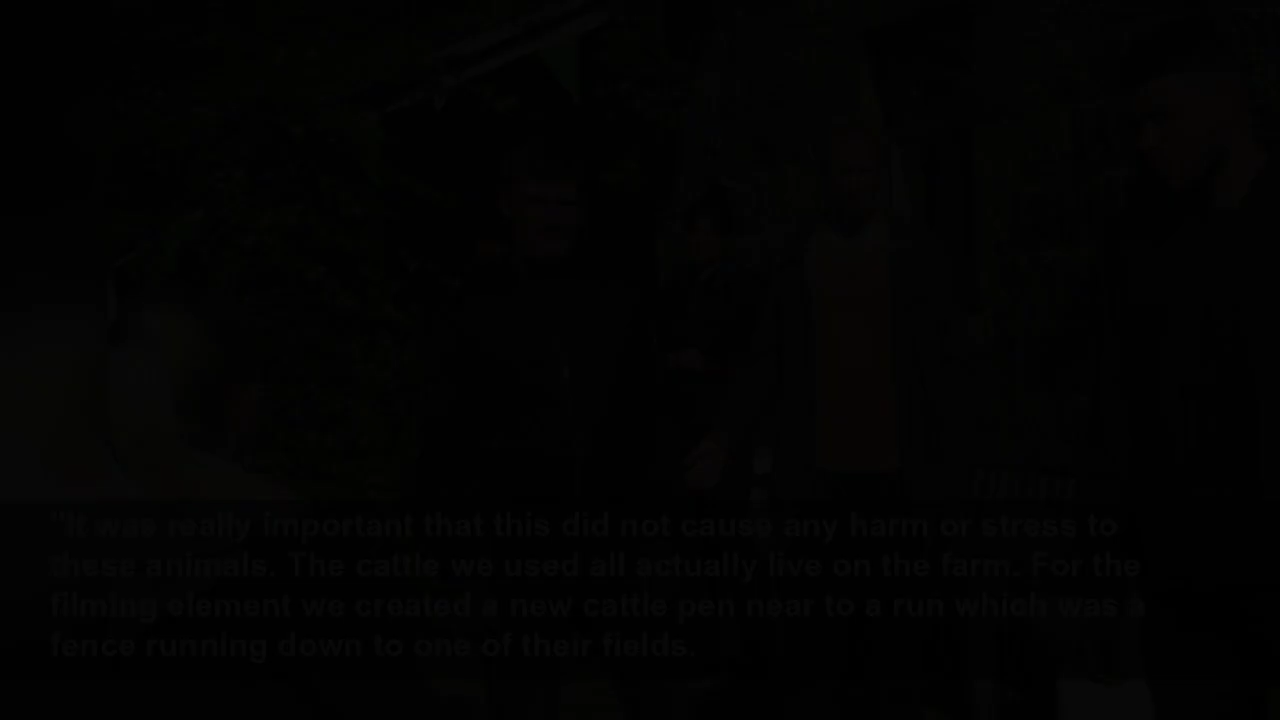 "It was really important that this did not cause any harm or stress to
these animals. The cattle we used all actually live on the farm. For the
filming element we created a new cattle pen near to a run which was a
fence running down to one of their fields.